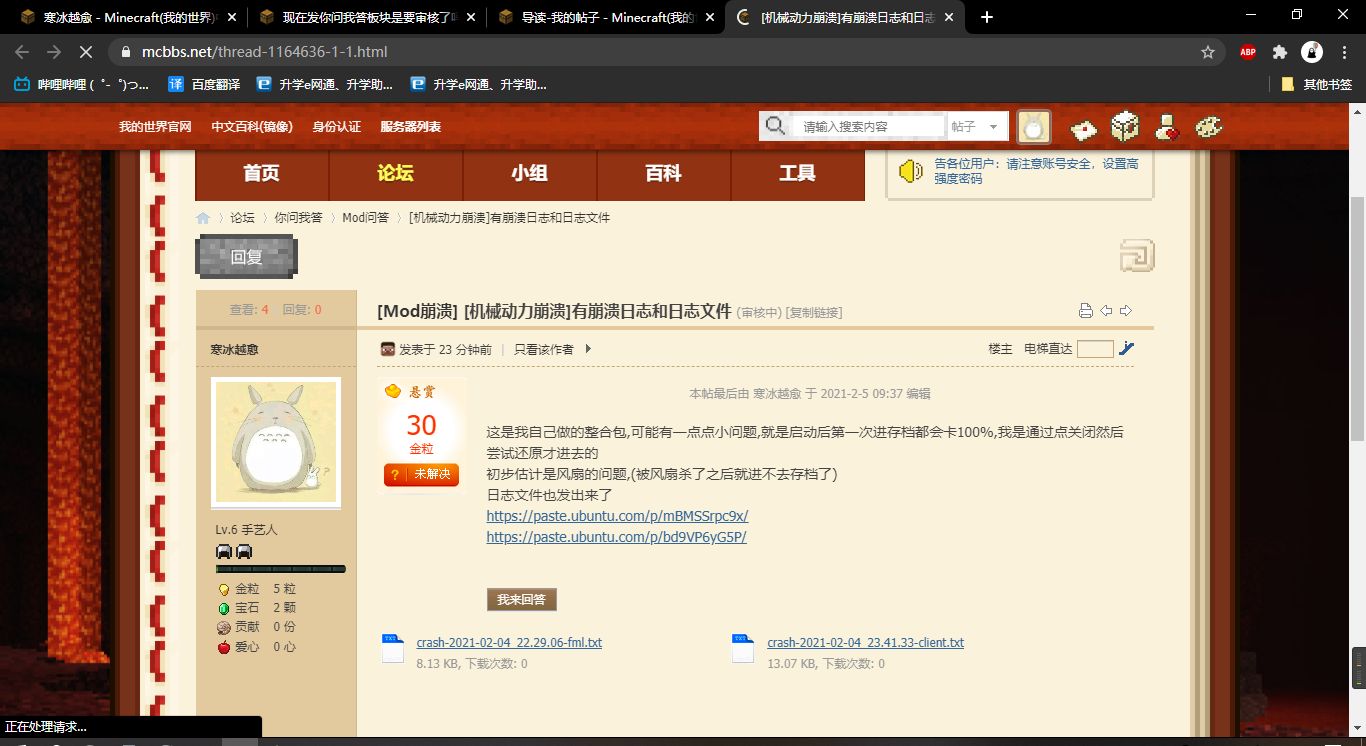 寒冰越愈 - Minecraft(我的世界)
现在发你问我答板块是要审核了
导读-我的帖子 - Minecraft(我的
[机械动力崩溃]有崩溃日志和日志
mcbbs.net/thread-1164636-1-1.html
ABP
哔哩哔哩 ( ゜- ゜)つ...
译 百度翻译
升学e网通、升学助...
升学e网通、升学助...
其他书签
我的世界官网 中文百科(镜像) 身份认证 服务器列表
请输入搜索内容 帖子
首页 论坛 小组 百科 工具
告各位用户：请注意账号安全，设置高
强度密码
论坛 › 你问我答 › Mod问答 › [机械动力崩溃]有崩溃日志和日志文件
回复
查看: 4 回复: 0
[Mod崩溃] [机械动力崩溃]有崩溃日志和日志文件 (审核中) [复制链接]
寒冰越愈
发表于 23 分钟前 | 只看该作者
楼主 电梯直达
悬赏
30
金粒
? 未解决
本帖最后由 寒冰越愈 于 2021-2-5 09:37 编辑
这是我自己做的整合包,可能有一点点小问题,就是启动后第一次进存档都会卡100%,我是通过点关闭然后
尝试还原才进去的
初步估计是风扇的问题,(被风扇杀了之后就进不去存档了)
日志文件也发出来了
https://paste.ubuntu.com/p/mBMSSrpc9x/
https://paste.ubuntu.com/p/bd9VP6yG5P/
我来回答
Lv.6 手艺人
金粒 5 粒
宝石 2 颗
贡献 0 份
爱心 0 心
TXT crash-2021-02-04_22.29.06-fml.txt
8.13 KB, 下载次数: 0
TXT crash-2021-02-04_23.41.33-client.txt
13.07 KB, 下载次数: 0
正在处理请求...